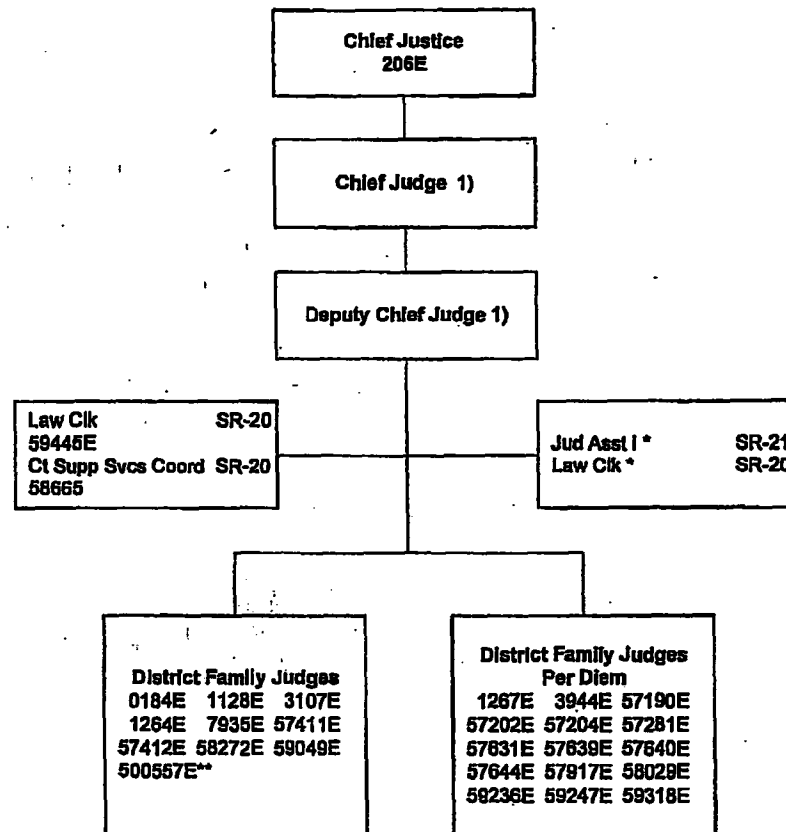 Chief Justice
206E
Chief Judge 1)
Deputy Chief Judge 1)
Law Clk SR-20
59445E
Ct Supp Svcs Coord SR-20
58665
Jud Asst I * SR-21
Law Clk * SR-20
District Family Judges
0184E 1128E 3107E
1264E 7935E 57411E
57412E 58272E 59049E
500557E**
District Family Judges
Per Diem
1267E 3944E 57190E
57202E 57204E 57281E
57631E 57639E 57640E
57644E 57917E 58029E
59236E 59247E 59318E